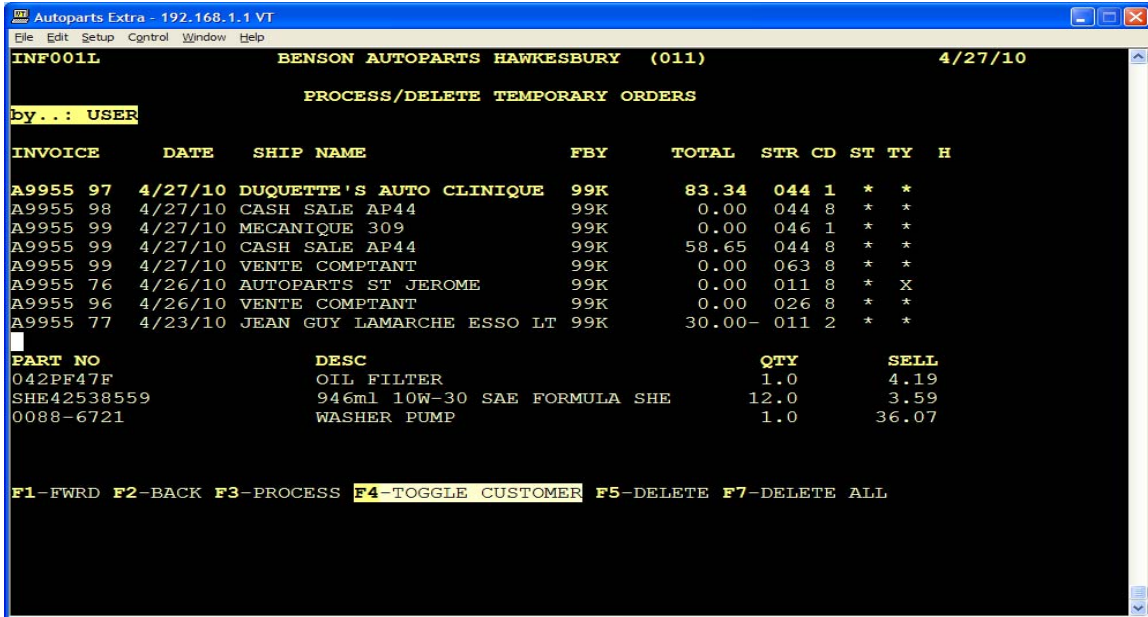 Autoparts Extra - 192.168.1.1 VT
File Edit Setup Control Window Help
INF001L BENSON AUTOPARTS HAWKESBURY (011) 4/27/10
PROCESS/DELETE TEMPORARY ORDERS
by..: USER
INVOICE DATE SHIP NAME FBY TOTAL STR CD ST TY H
A9955 97 4/27/10 DUQUETTE'S AUTO CLINIQUE 99K 83.34 044 1 * *
A9955 98 4/27/10 CASH SALE AP44 99K 0.00 044 8 * *
A9955 99 4/27/10 MECANIQUE 309 99K 0.00 046 1 * *
A9955 99 4/27/10 CASH SALE AP44 99K 58.65 044 8 * *
A9955 99 4/27/10 VENTE COMPTANT 99K 0.00 063 8 * *
A9955 76 4/26/10 AUTOPARTS ST JEROME 99K 0.00 011 8 * X
A9955 96 4/26/10 VENTE COMPTANT 99K 0.00 026 8 * *
A9955 77 4/23/10 JEAN GUY LAMARCHE ESSO LT 99K 30.00- 011 2 * *
PART NO DESC QTY SELL
042PF47F OIL FILTER 1.0 4.19
SHE42538559 946ml 10W-30 SAE FORMULA SHE 12.0 3.59
0088-6721 WASHER PUMP 1.0 36.07
F1-FWRD F2-BACK F3-PROCESS F4-TOGGLE CUSTOMER F5-DELETE F7-DELETE ALL